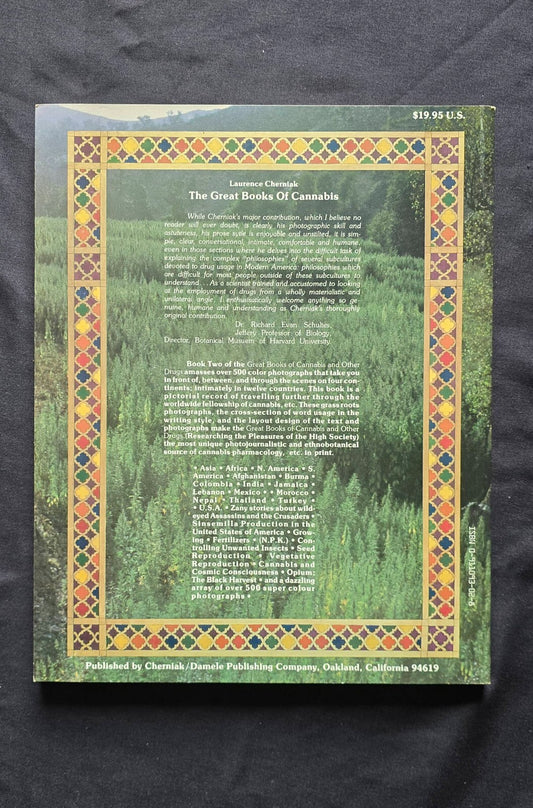 $19.95 U.S.
Laurence Cherniak
The Great Books Of Cannabis
While Cherniak's major contribution, which I believe no
reader will ever doubt, is clearly his photographic skill and
astuteness, his prose style is enjoyable and unstilted. It is sim-
ple, clear, conversational, intimate, comfortable and humane,
even in those sections where he delves into the difficult task of
explaining the complex "philosophies" of several subcultures
devoted to drug usage in Modern America: philosophies which
are difficult for most people outside of these subcultures to
understand. . . As a scientist trained and accustomed to looking
at the employment of drugs from a wholly materialistic and
unilateral angle, I enthusiastically welcome anything so ge-
nuine, humane and understanding as Cherniak's thoroughly
original contribution.
Dr. Richard Evan Schultes,
Jeffery Professor of Biology,
Director, Botanical Musuem of Harvard University.
Book Two of the Great Books of Cannabis and Other
Drugs amasses over 500 color photographs that take you
in front of, between, and through the scenes on four con-
tinents; intimately in twelve countries. This book is a
pictorial record of travelling further through the
worldwide fellowship of cannabis, etc. These grass roots
photographs, the cross-section of word usage in the
writing style, and the layout design of the text and
photographs make the Great Books of Cannabis and Other
Drugs (Researching the Pleasures of the High Society)
the most unique photojournalistic and ethnobotanical
source of cannabis pharmacology, etc. in print.
• Asia • Africa • N. America • S.
America • Afghanistan • Burma •
Colombia • India • Jamaica •
Lebanon • Mexico • • Morocco •
Nepal • Thailand • Turkey •
• U.S.A. • Zany stories about wild-
eyed Assassins and the Crusaders •
Sinsemilla Production in the
United States of America • Grow-
ing • Fertilizers • (N.P.K.) • Con-
trolling Unwanted Insects • Seed
Reproduction • Vegetative
Reproduction • Cannabis and
Cosmic Consciousness • Opium:
The Black Harvest • and a dazzling
array of over 500 super colour
photographs •
Published by Cherniak/Damele Publishing Company, Oakland, California 94619